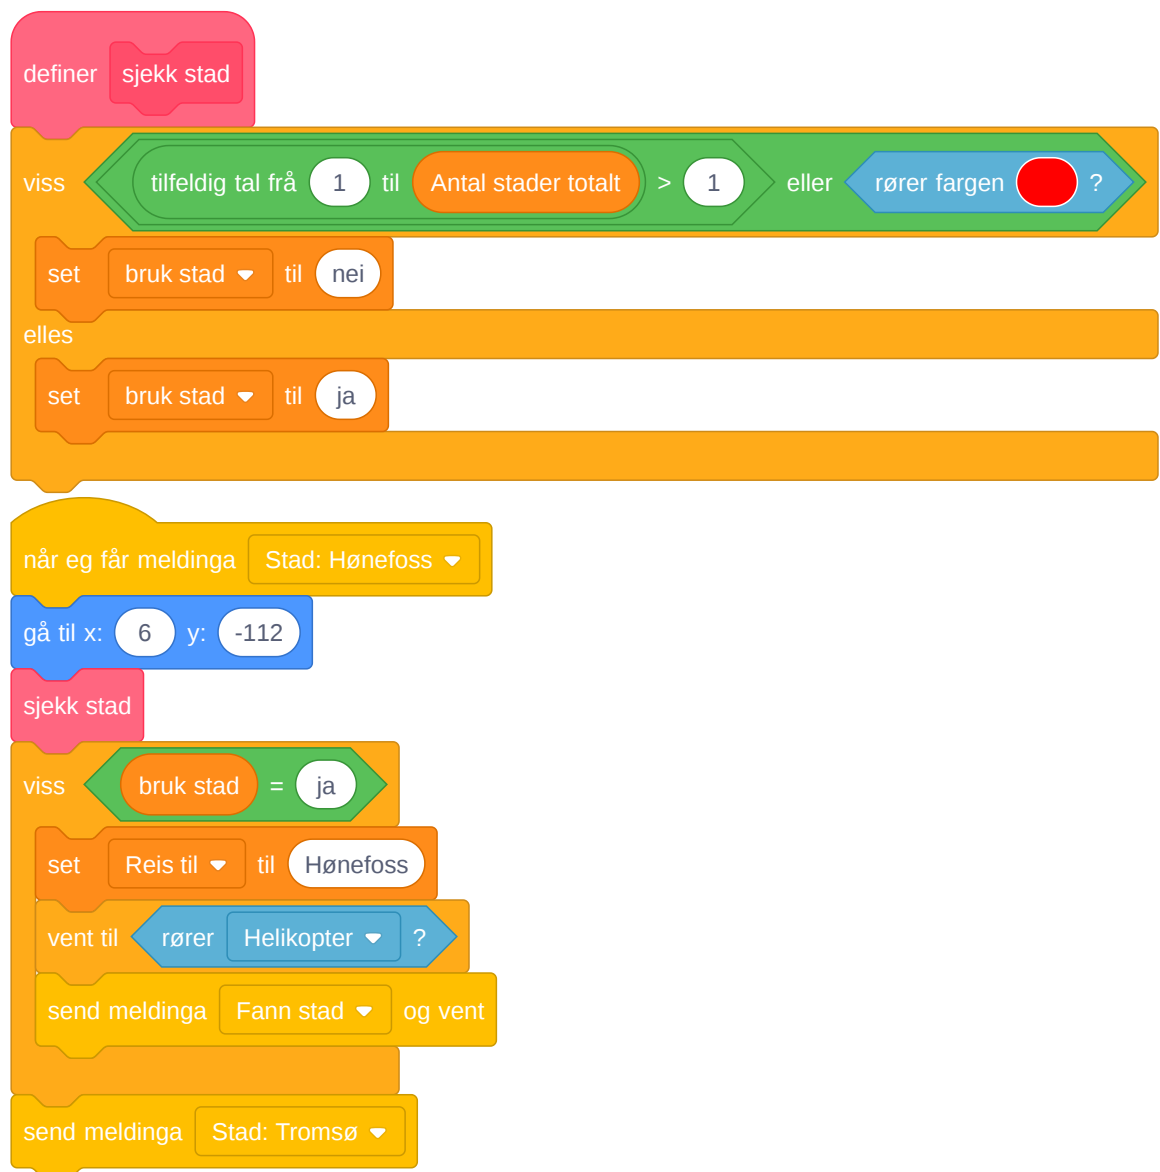 definer sjekk stad
viss tilfeldig tal frå 1 til Antal stader totalt > 1 eller rører fargen ?
set bruk stad til nei
elles
set bruk stad til ja
når eg får meldinga Stad: Hønefoss
gå til x: 6 y: -112
sjekk stad
viss bruk stad = ja
set Reis til til Hønefoss
vent til rører Helikopter ?
send meldinga Fann stad og vent
send meldinga Stad: Tromsø